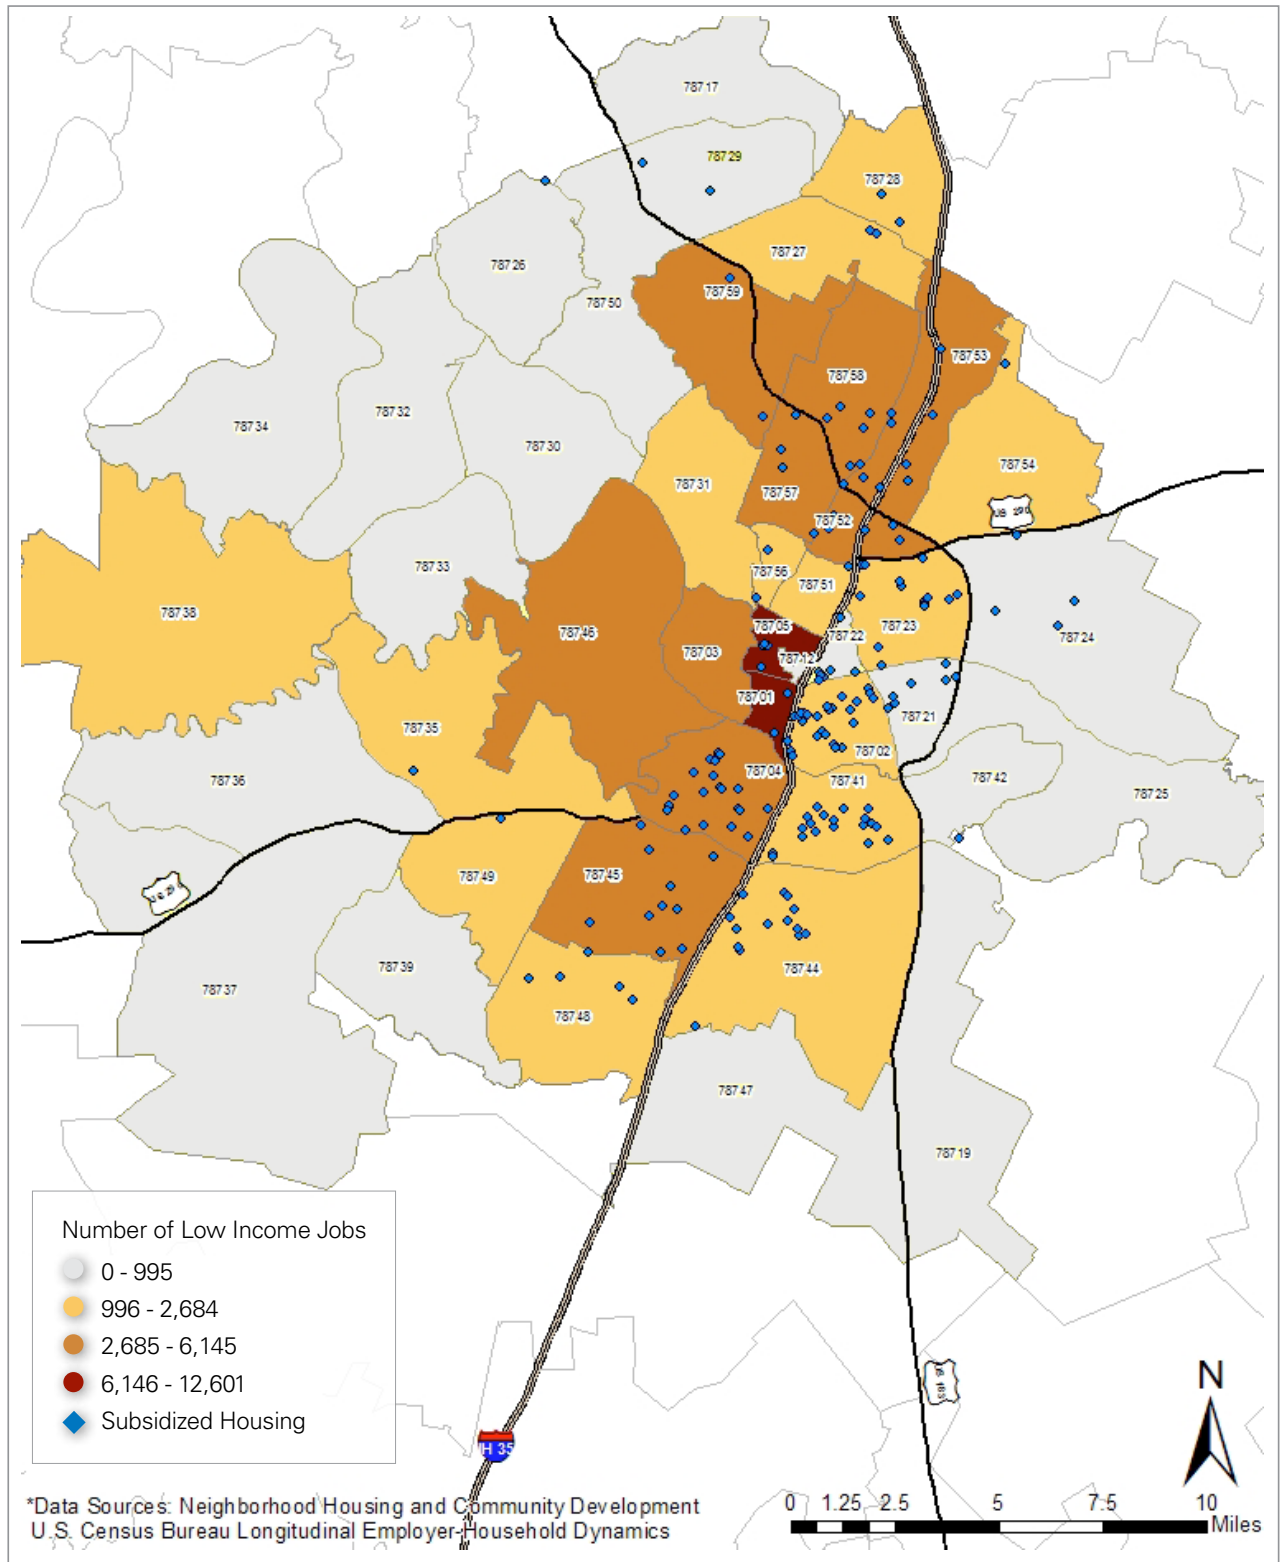 78717
78729
78728
78727
78726
78750
78759
78753
78758
78732
78734
78730
78754
78731
78757
US 290
78752
78733
78756
78751
78738
78746
78705
78723
78722
78724
78703
78712
78701
78721
78735
78702
78704
78736
78741
78742
78725
78749
78745
US 290
78739
78744
78737
78748
78747
78719
Number of Low Income Jobs
0 - 995
996 - 2,684
2,685 - 6,145
6,146 - 12,601
Subsidized Housing
US 183
N
IH 35
*Data Sources: Neighborhood Housing and Community Development
U.S. Census Bureau Longitudinal Employer-Household Dynamics
0 1.25 2.5 5 7.5 10
Miles